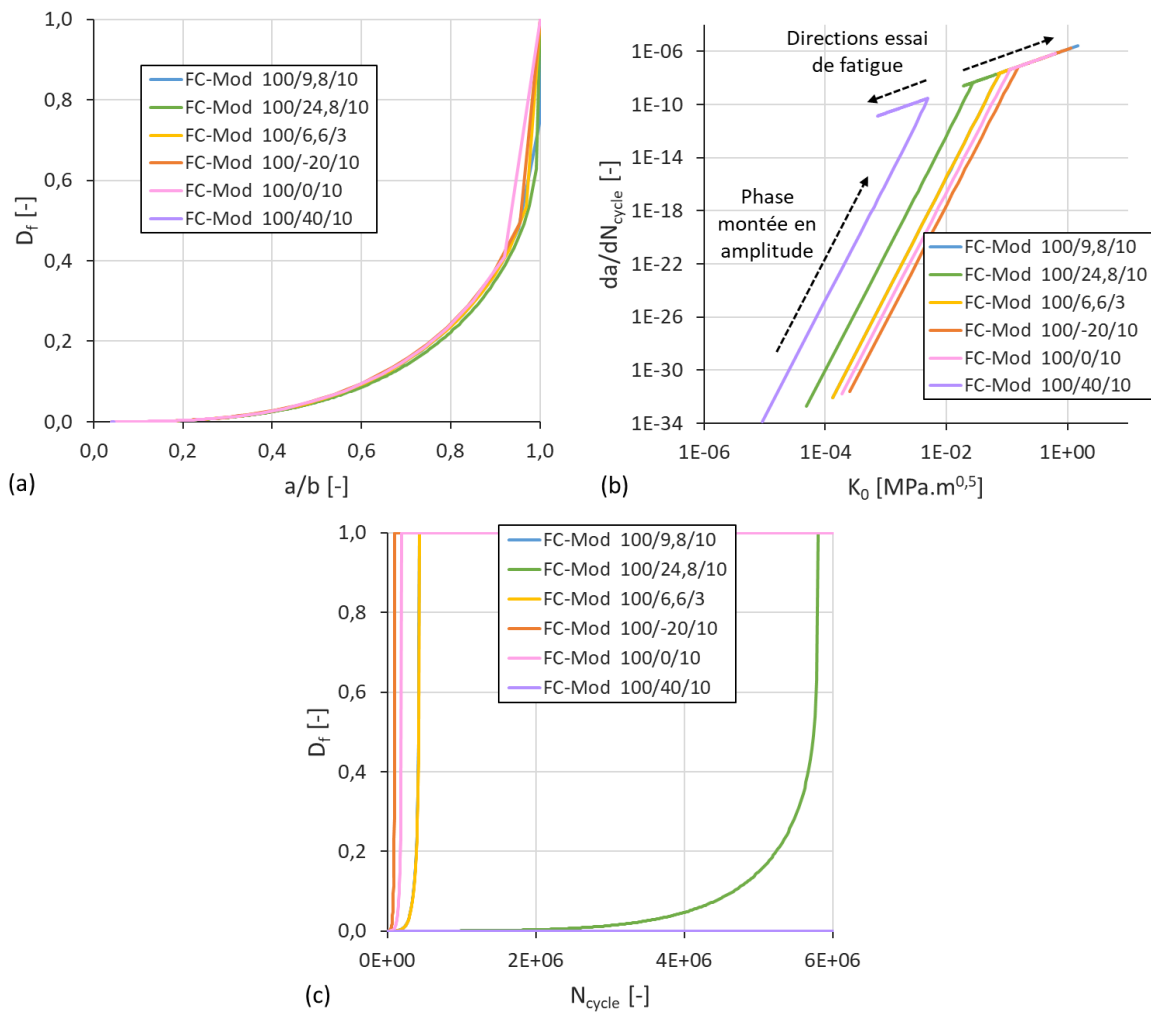 1,0
0,8
0,6
0,4
0,2
0,0
D_f [-]
FC-Mod 100/9,8/10
FC-Mod 100/24,8/10
FC-Mod 100/6,6/3
FC-Mod 100/-20/10
FC-Mod 100/0/10
FC-Mod 100/40/10
0,0 0,2 0,4 0,6 0,8 1,0
a/b [-]
(a)
1E-06
1E-10
1E-14
1E-18
1E-22
1E-26
1E-30
1E-34
da/dN_cycle [-]
Directions essai
de fatigue
Phase
montée en
amplitude
FC-Mod 100/9,8/10
FC-Mod 100/24,8/10
FC-Mod 100/6,6/3
FC-Mod 100/-20/10
FC-Mod 100/0/10
FC-Mod 100/40/10
1E-06 1E-04 1E-02 1E+00
K_0 [MPa.m^0,5]
(b)
1,0
0,8
0,6
0,4
0,2
0,0
D_f [-]
FC-Mod 100/9,8/10
FC-Mod 100/24,8/10
FC-Mod 100/6,6/3
FC-Mod 100/-20/10
FC-Mod 100/0/10
FC-Mod 100/40/10
0E+00 2E+06 4E+06 6E+06
N_cycle [-]
(c)